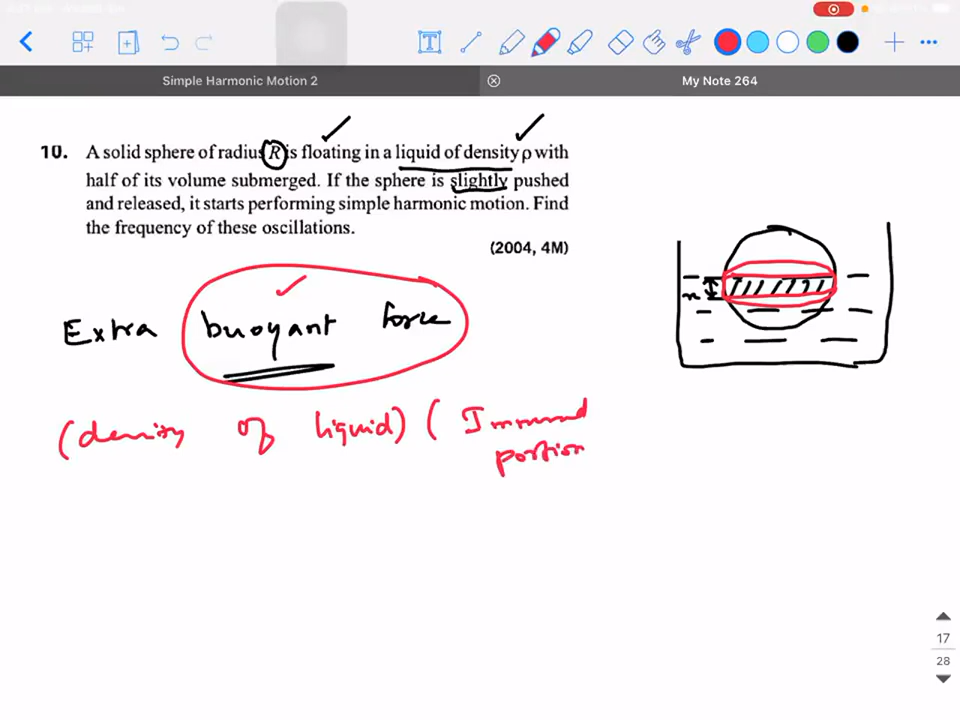 Simple Harmonic Motion 2
My Note 264
10. A solid sphere of radius R is floating in a liquid of density ρ with
half of its volume submerged. If the sphere is slightly pushed
and released, it starts performing simple harmonic motion. Find
the frequency of these oscillations.
(2004, 4M)
x
Extra buoyant force
(density of liquid) (Immersed
portion
17
28